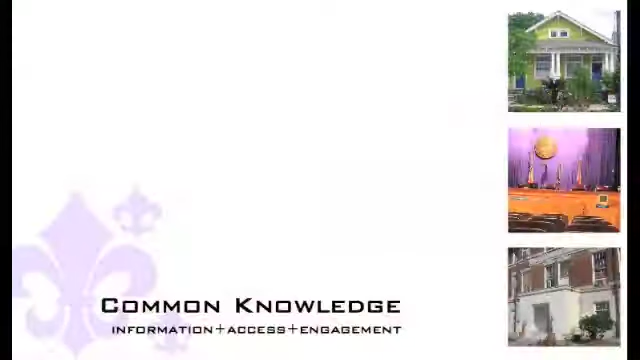 COMMON KNOWLEDGE
INFORMATION+ACCESS+ENGAGEMENT